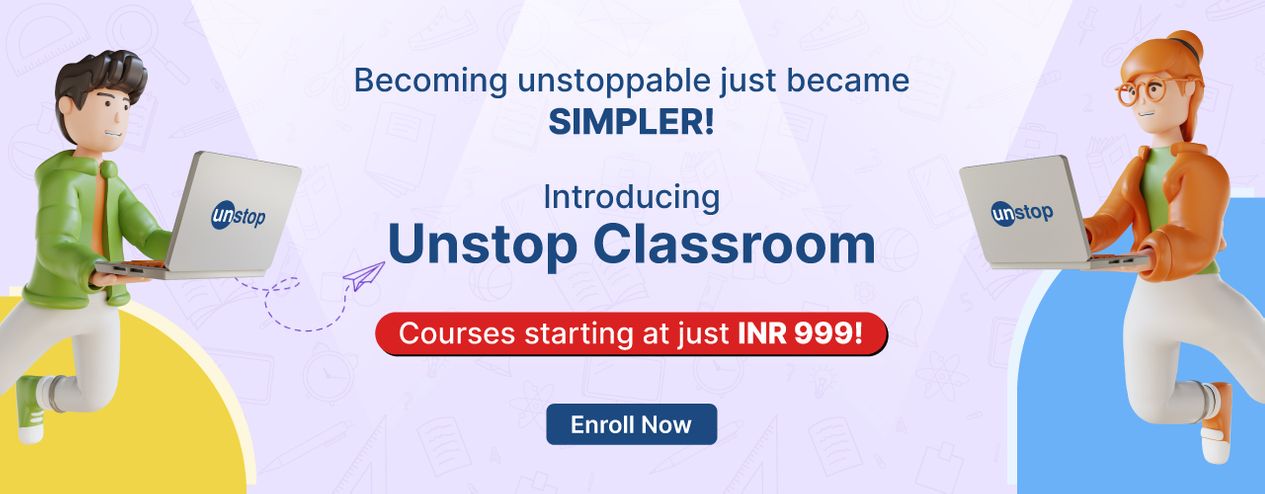 Becoming unstoppable just became
SIMPLER!
Introducing
Unstop Classroom
unstop
unstop
Courses starting at just INR 999!
Enroll Now